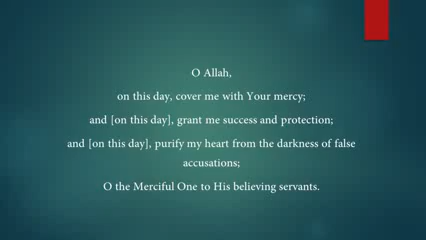 O Allah,
on this day, cover me with Your mercy;
and [on this day], grant me success and protection;
and [on this day], purify my heart from the darkness of false
accusations;
O the Merciful One to His believing servants.